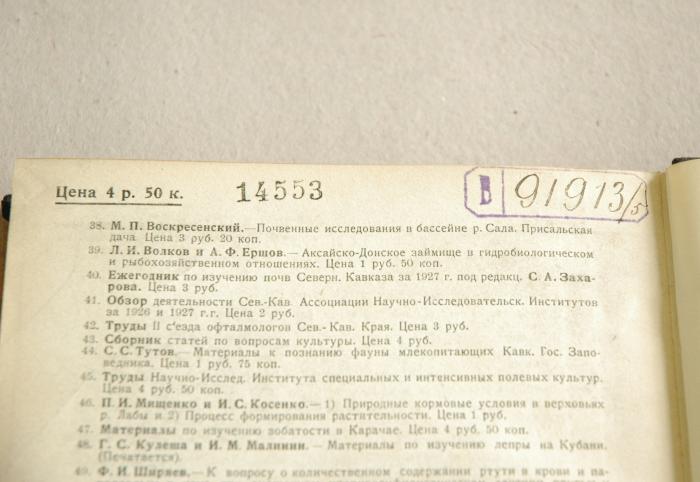 Цена 4 р. 50 к.
14553
В 91913/5
38. М. П. Воскресенский.—Почвенные исследования в бассейне р. Сала. Присальская
дача. Цена 3 руб. 20 коп.
39. Л. И. Волков и А. Ф. Ершов.—Аксайско-Донское займище в гидробиологическом
и рыбохозяйственном отношениях. Цена 1 руб. 50 коп.
40. Ежегодник по изучению почв Северн. Кавказа за 1927 г. под редакц. С. А. Заха-
рова. Цена 3 руб.
41. Обзор деятельности Сев.-Кав. Ассоциации Научно-Исследовательск. Институтов
за 1926 и 1927 г.г. Цена 2 руб.
42. Труды II с'езда офталмологов Сев.-Кав. Края. Цена 3 руб.
43. Сборник статей по вопросам культуры. Цена 4 руб.
44. С. С. Тутов.—Материалы к познанию фауны млекопитающих Кавк. Гос. Запо-
ведника. Цена 1 руб. 75 коп.
45. Труды Научно-Исслед. Института специальных и интенсивных полевых культур.
Цена 4 руб. 50 коп.
46. П. И. Мищенко и И. С. Косенко.—1) Природные кормовые условия в верховьях
р. Лабы и 2) Процесс формирования растительности. Цена 1 руб.
47. Материалы по изучению зобатости в Карачае. Цена 4 руб. 50 коп.
48. Г. С. Кулеша и И. М. Малинин.—Материалы по изучению лепры на Кубани.
(Печатается).
49. Ф. И. Ширяев.—К вопросу о количественном содержании ртути в крови и па-